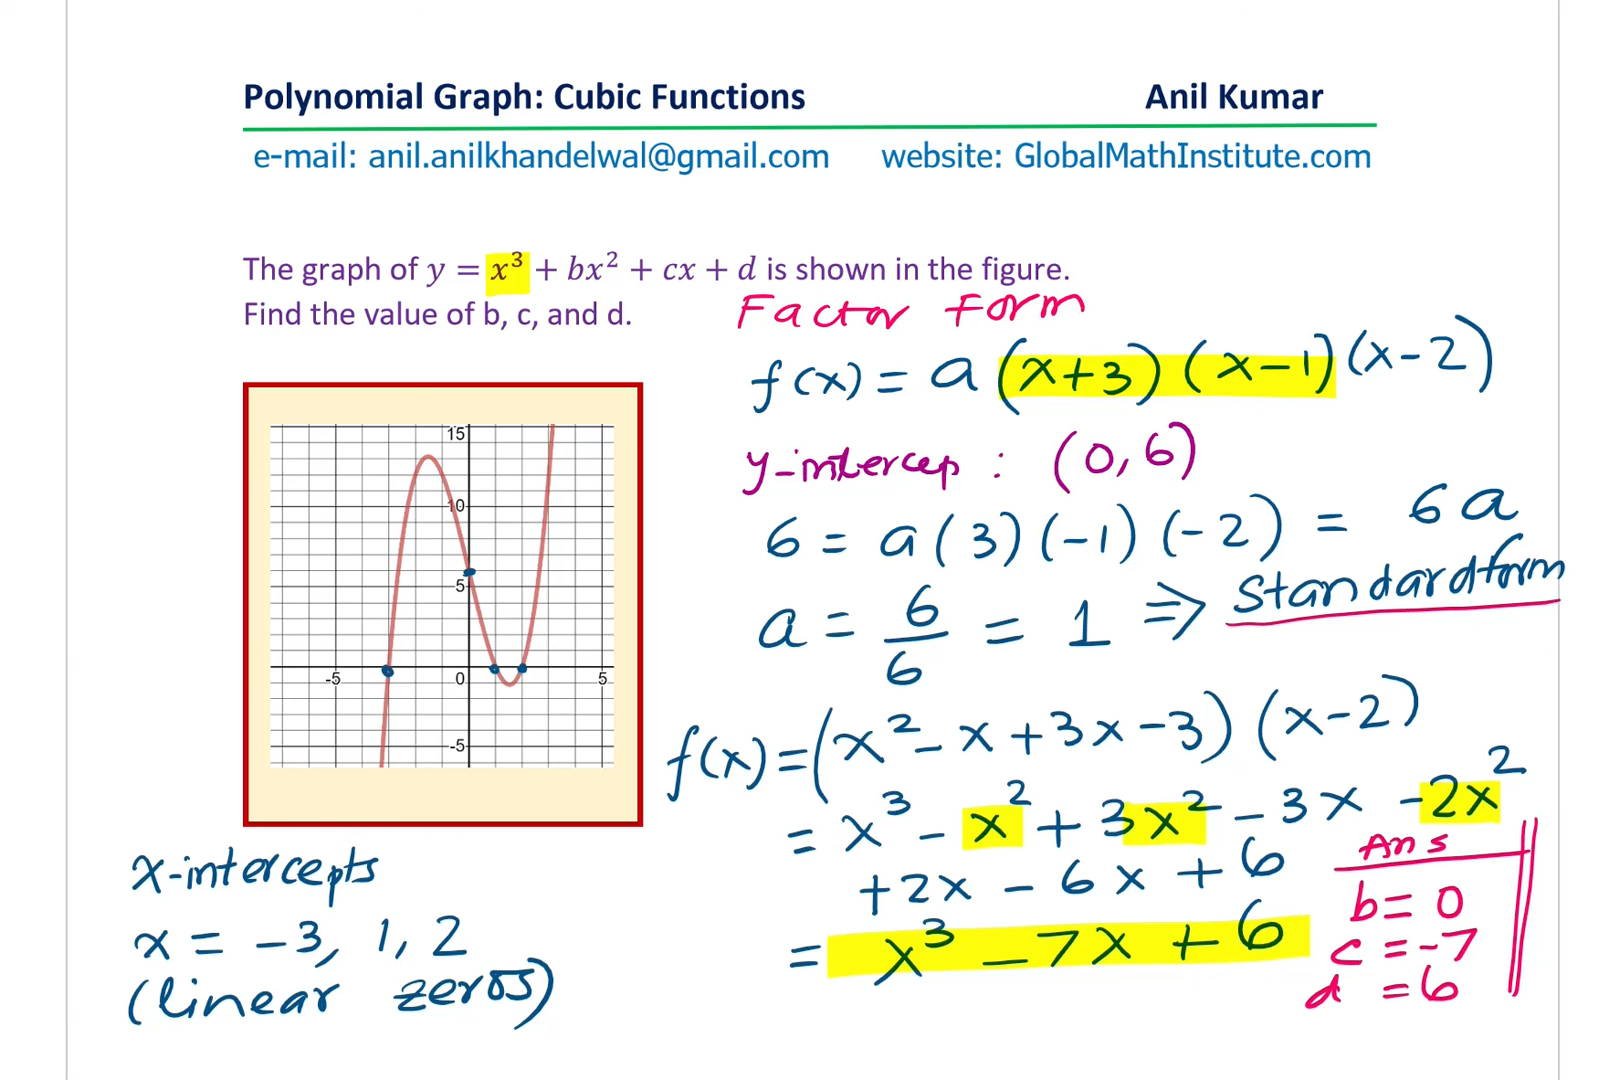 Polynomial Graph: Cubic Functions Anil Kumar
e-mail: anil.anilkhandelwal@gmail.com website: GlobalMathInstitute.com
The graph of y = x³ + bx² + cx + d is shown in the figure.
Find the value of b, c, and d.
Factor Form
f(x) = a (x+3) (x-1) (x-2)
y-intercep : (0,6)
6 = a(3)(-1)(-2) = 6a
a = 6/6 = 1 ⇒ Standard form
f(x) = (x² - x + 3x - 3) (x-2)
= x³ - x² + 3x² - 3x - 2x²
+2x - 6x + 6
= x³ - 7x + 6
Ans
b = 0
c = -7
d = 6
15
10
5
-5 0 5
-5
x-intercepts
x = -3, 1, 2
(linear zeros)